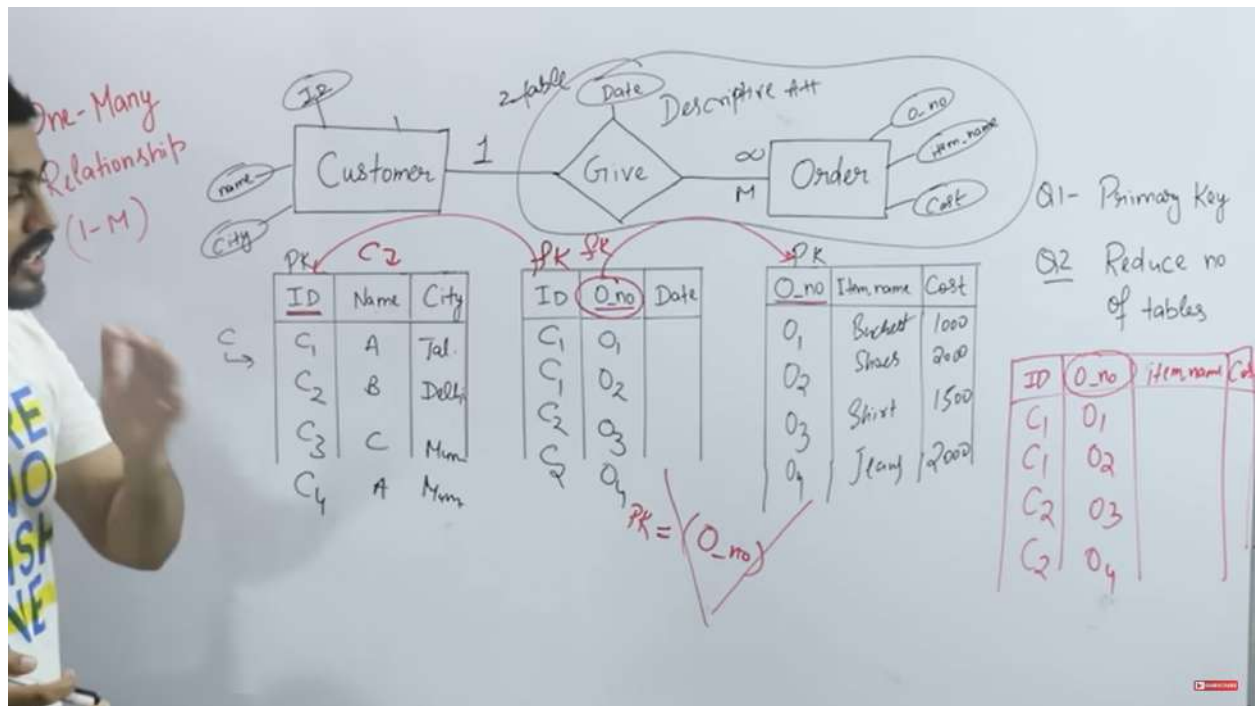 One-Many
Relationship
(1-M)
ID
name
City
Customer
1
2 table
Date
Descriptive Att
Give
∞
M
Order
O_no
item_name
Cost
Q1- Primary Key
Q2 Reduce no
of tables
PK C2
ID Name City
C1 A Jal.
C2 B Delhi
C3 C Mum
C4 A Mum
C
fk fk
ID O_no Date
C1 O1
C1 O2
C2 O3
C2 O4
PK = (O_no)
PK
O_no Item_name Cost
O1 1000
O2 Shoes 2000
O3 Shirt 1500
O4 Jeans 2000
ID O_no item_name Cos
C1 O1
C1 O2
C2 O3
C2 O4
SUBSCRIBE